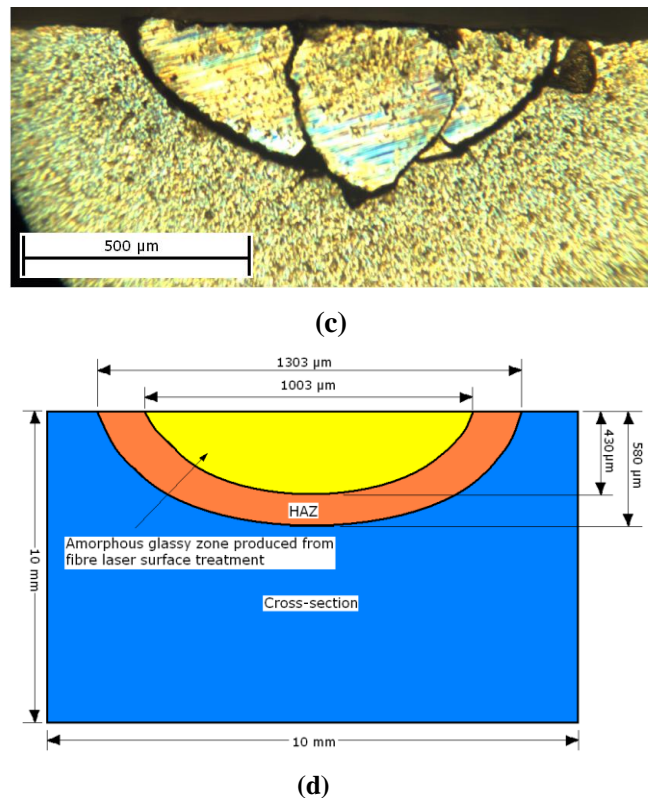 500 µm
(c)
1303 µm
1003 µm
430µm
580 µm
HAZ
Amorphous glassy zone produced from
fibre laser surface treatment
10 mm
Cross-section
10 mm
(d)